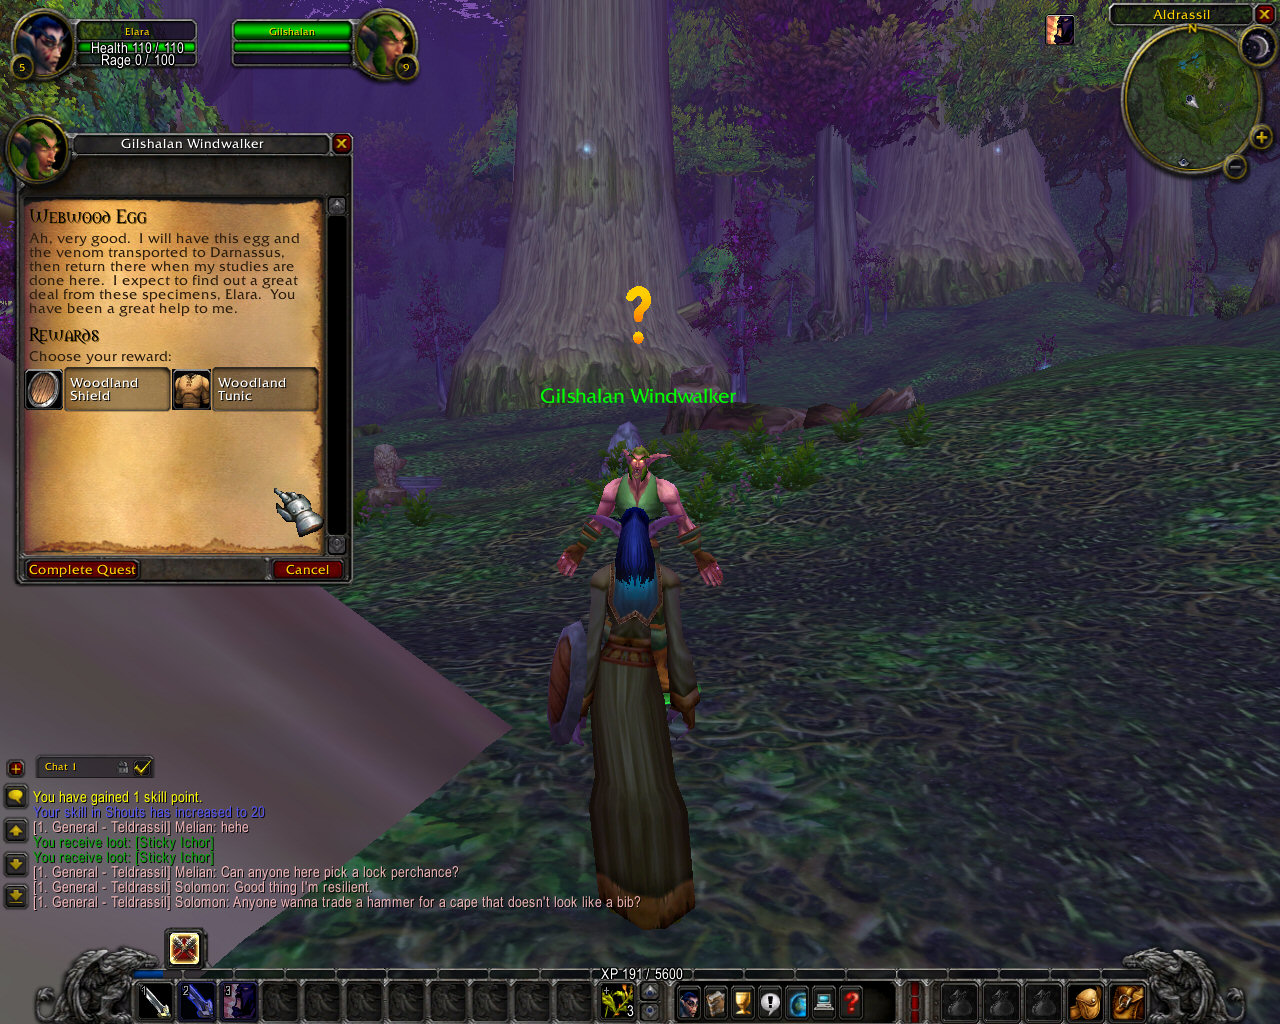 Elara
Health 110 / 110
Rage 0 / 100
5
Gilshalan
9
Aldrassil
N
Gilshalan Windwalker
Webwood Egg
Ah, very good. I will have this egg and
the venom transported to Darnassus,
then return there when my studies are
done here. I expect to find out a great
deal from these specimens, Elara. You
have been a great help to me.
Rewards
Choose your reward:
Woodland
Shield
Woodland
Tunic
Complete Quest
Cancel
?
Gilshalan Windwalker
Chat 1
You have gained 1 skill point.
Your skill in Shouts has increased to 20
[1. General - Teldrassil] Melian: hehe
You receive loot: [Sticky Ichor]
You receive loot: [Sticky Ichor]
[1. General - Teldrassil] Melian: Can anyone here pick a lock perchance?
[1. General - Teldrassil] Solomon: Good thing I'm resilient.
[1. General - Teldrassil] Solomon: Anyone wanna trade a hammer for a cape that doesn't look like a bib?
XP 191 / 5600
1
2
3
3
!
?